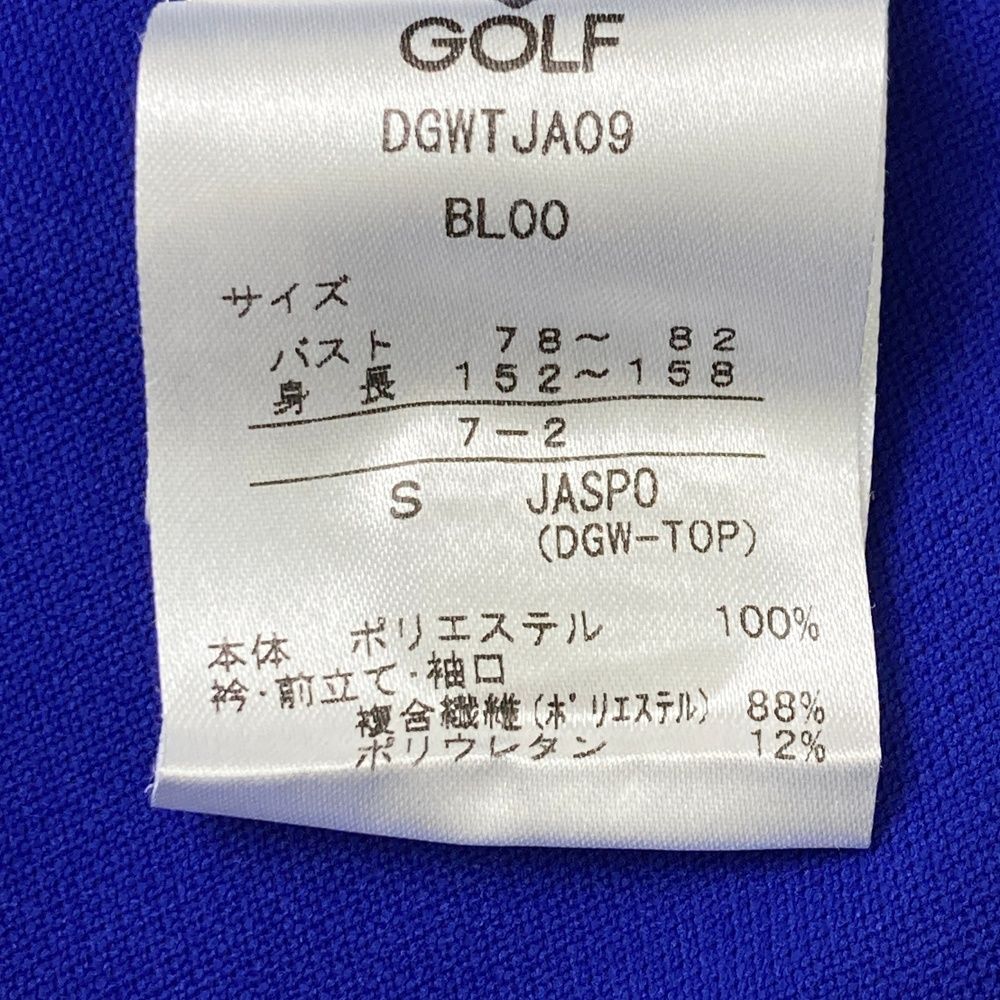 GOLF
DGWTJA09
BL00
サイズ
バスト 78～ 82
身長 152～158
7-2
S JASPO
(DGW-TOP)
本体 ポリエステル 100%
衿・前立て・袖口
複合繊維(ポリエステル) 88%
ポリウレタン 12%